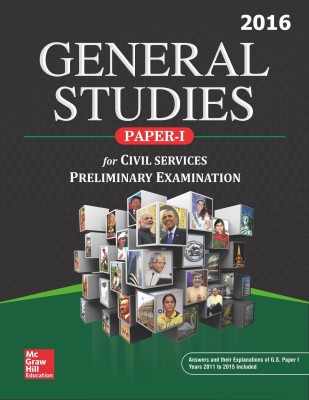 2016
GENERAL
STUDIES
PAPER-I
for CIVIL SERVICES
PRELIMINARY EXAMINATION
Mc
Graw
Hill
Education
Answers and their Explanations of G.S. Paper I
Years 2011 to 2015 Included